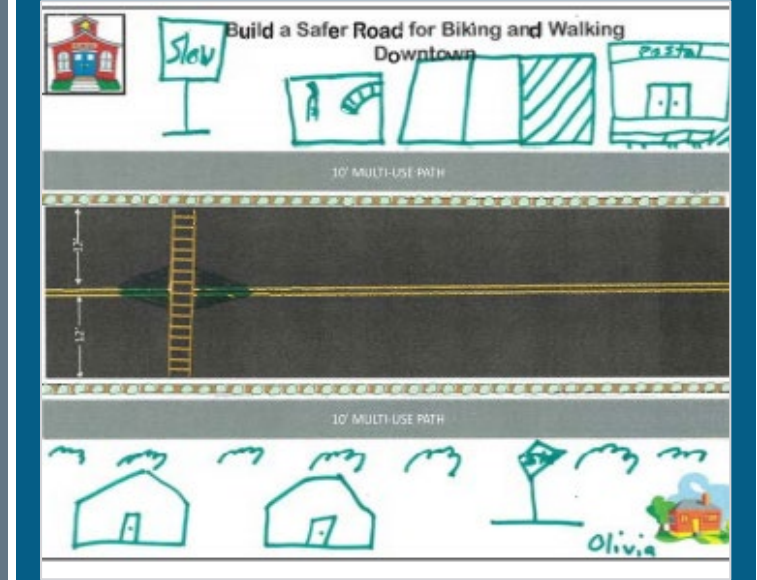 Build a Safer Road for Biking and Walking
Downtown
Slow
Postal
10' MULTI-USE PATH
12'
12'
10' MULTI-USE PATH
Olivia